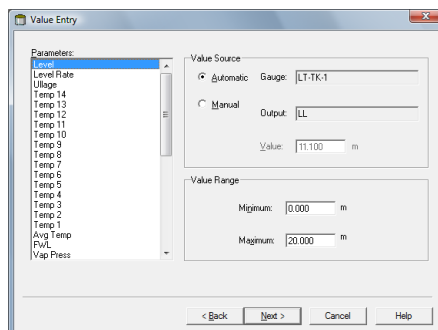 Value Entry
Parameters:
Level
Level Rate
Ullage
Temp 14
Temp 13
Temp 12
Temp 11
Temp 10
Temp 9
Temp 8
Temp 7
Temp 6
Temp 5
Temp 4
Temp 3
Temp 2
Temp 1
Avg Temp
FWL
Vap Press
Value Source
Automatic Gauge: LT-TK-1
Manual Output: LL
Value: 11.100 m
Value Range
Minimum: 0.000 m
Maximum: 20.000 m
< Back Next > Cancel Help